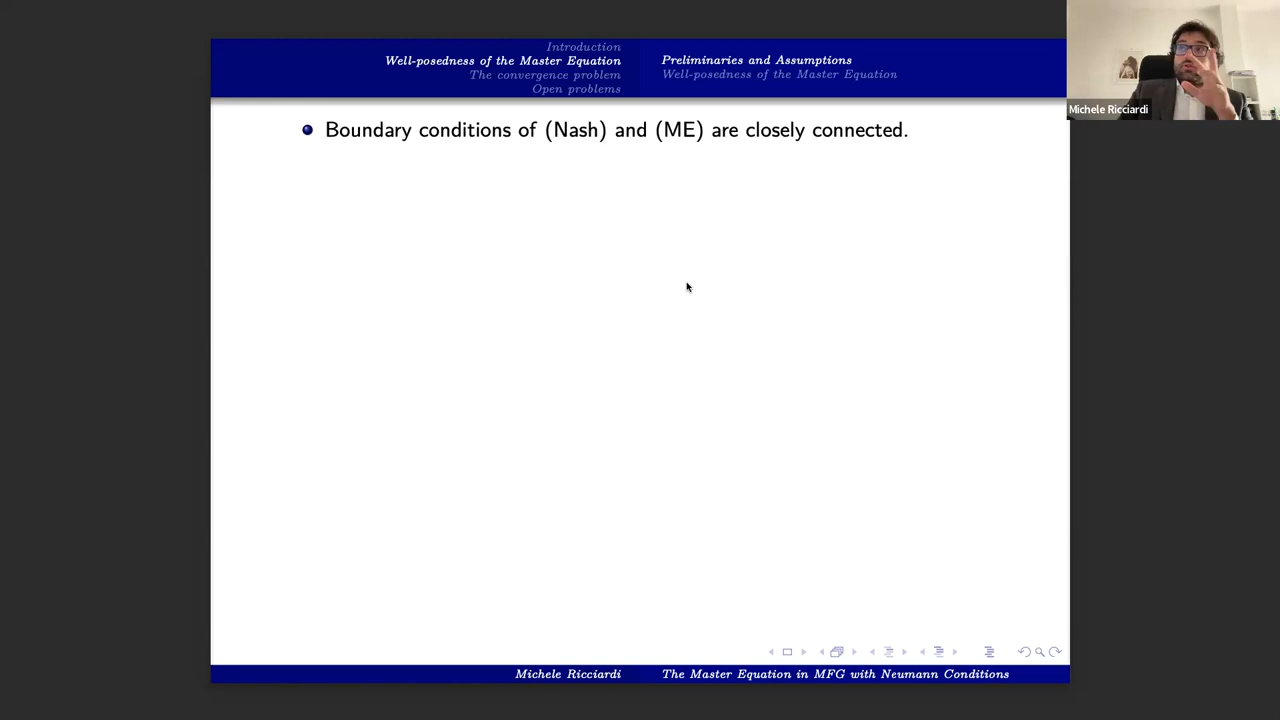 Introduction
Well-posedness of the Master Equation
The convergence problem
Open problems
Preliminaries and Assumptions
Well-posedness of the Master Equation
Michele Ricciardi
Boundary conditions of (Nash) and (ME) are closely connected.
Michele Ricciardi
The Master Equation in MFG with Neumann Conditions